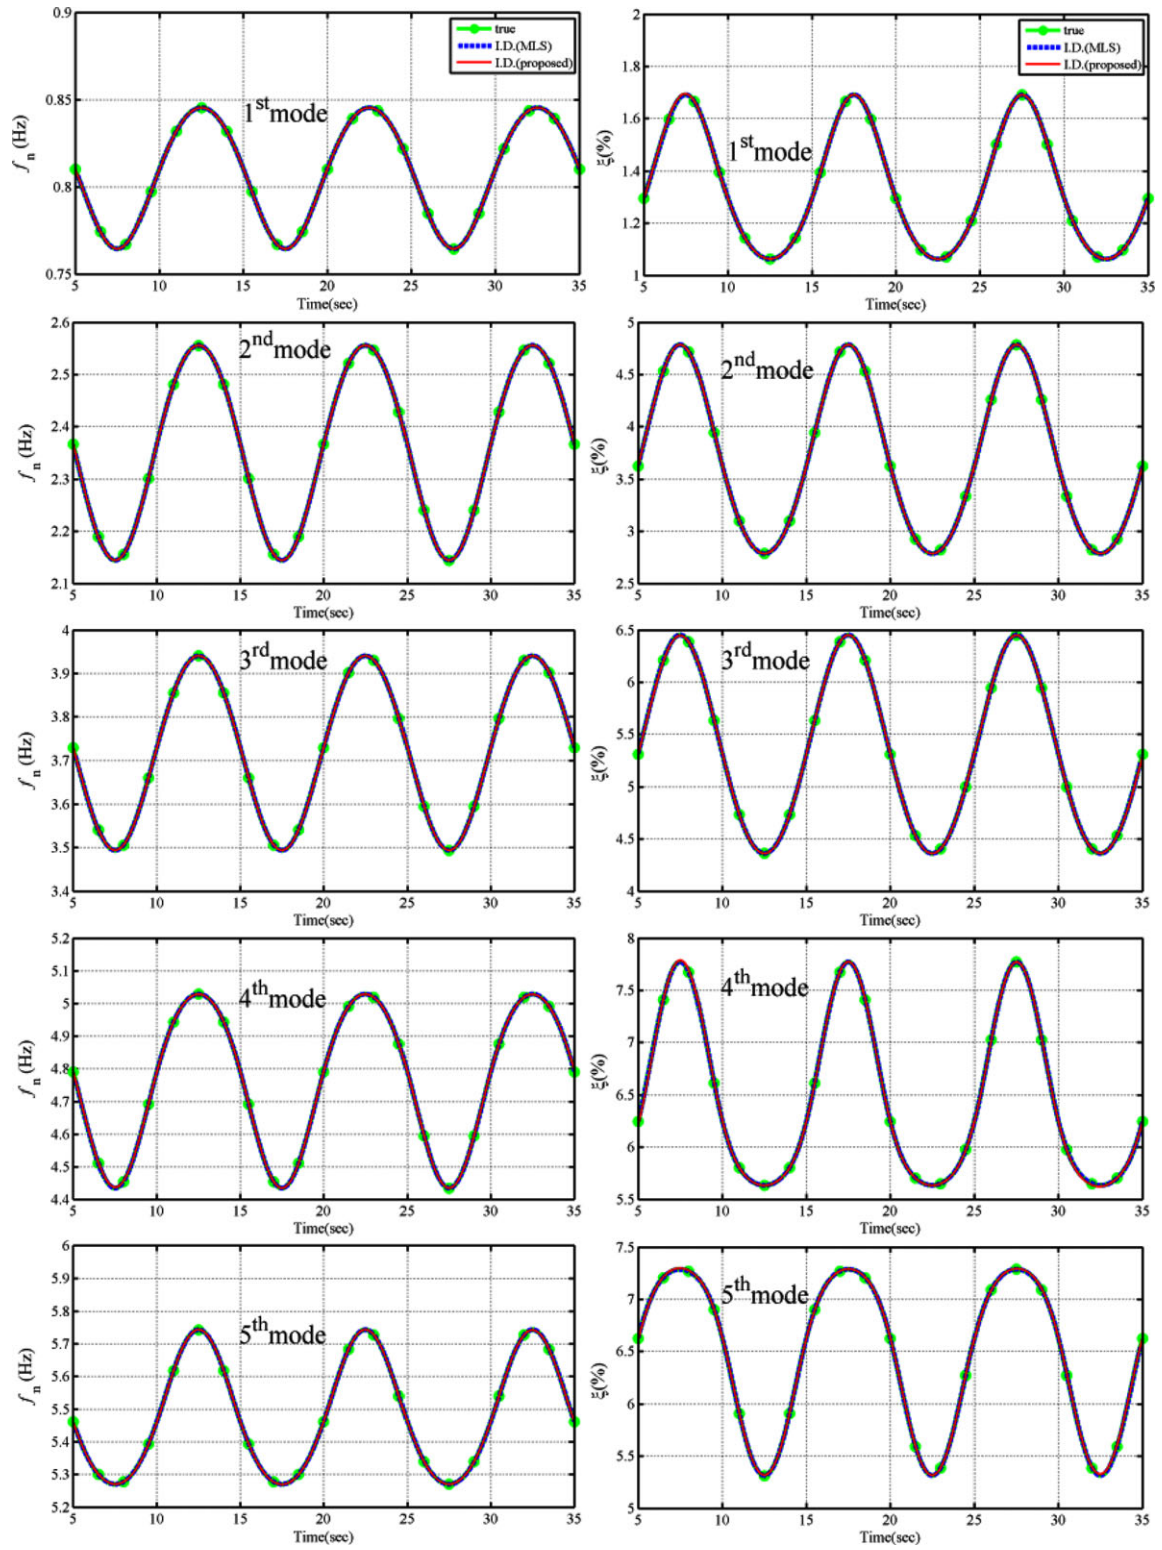 0.9
0.85
0.8
0.75
f n (Hz)
true
I.D.(MLS)
I.D.(proposed)
1st mode
5 10 15 20 25 30 35
Time(sec)
2
1.8
1.6
1.4
1.2
1
ξ(%)
true
I.D.(MLS)
I.D.(proposed)
1st mode
5 10 15 20 25 30 35
Time(sec)
2.6
2.5
2.4
2.3
2.2
2.1
f n (Hz)
2nd mode
5 10 15 20 25 30 35
Time(sec)
5
4.5
4
3.5
3
2.5
ξ(%)
2nd mode
5 10 15 20 25 30 35
Time(sec)
4
3.9
3.8
3.7
3.6
3.5
3.4
f n (Hz)
3rd mode
5 10 15 20 25 30 35
Time(sec)
6.5
6
5.5
5
4.5
4
ξ(%)
3rd mode
5 10 15 20 25 30 35
Time(sec)
5.2
5.1
5
4.9
4.8
4.7
4.6
4.5
4.4
f n (Hz)
4th mode
5 10 15 20 25 30 35
Time(sec)
8
7.5
7
6.5
6
5.5
ξ(%)
4th mode
5 10 15 20 25 30 35
Time(sec)
6
5.9
5.8
5.7
5.6
5.5
5.4
5.3
5.2
f n (Hz)
5th mode
5 10 15 20 25 30 35
Time(sec)
7.5
7
6.5
6
5.5
5
ξ(%)
5th mode
5 10 15 20 25 30 35
Time(sec)